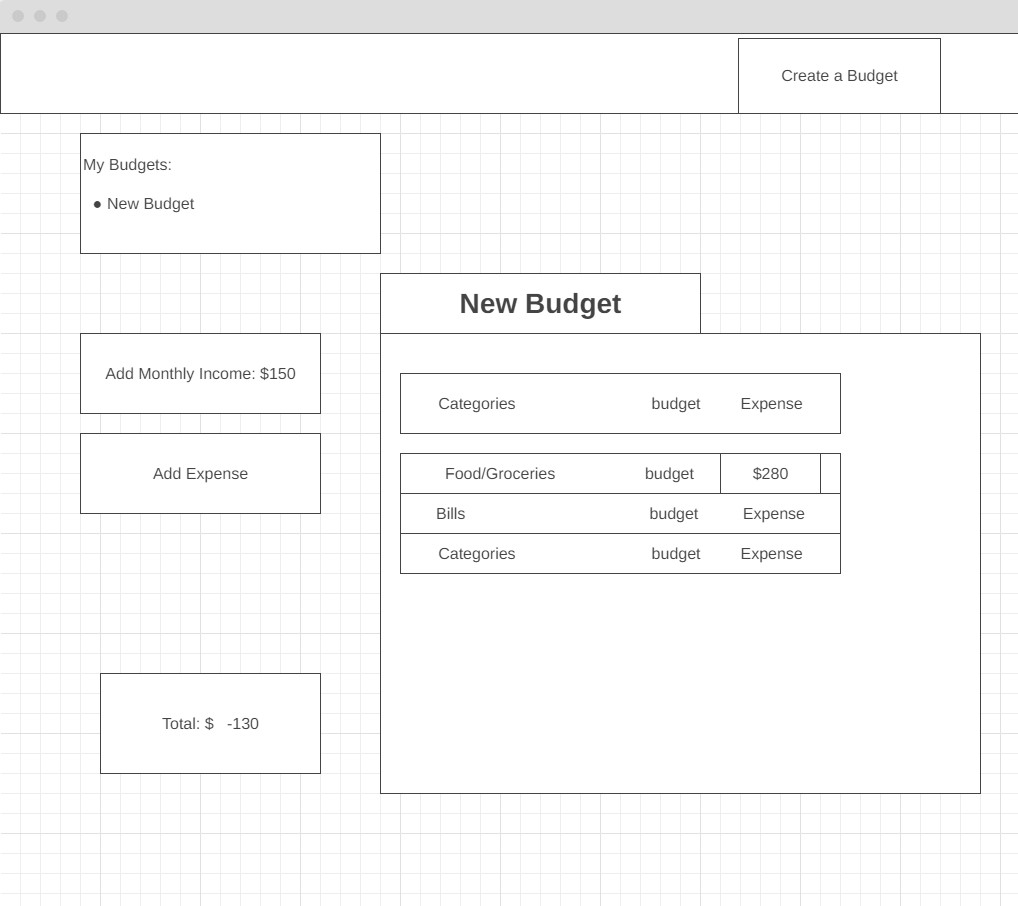 Create a Budget
My Budgets:
● New Budget
New Budget
Add Monthly Income: $150
Categories budget Expense
Add Expense
Food/Groceries budget $280
Bills budget Expense
Categories budget Expense
Total: $ -130